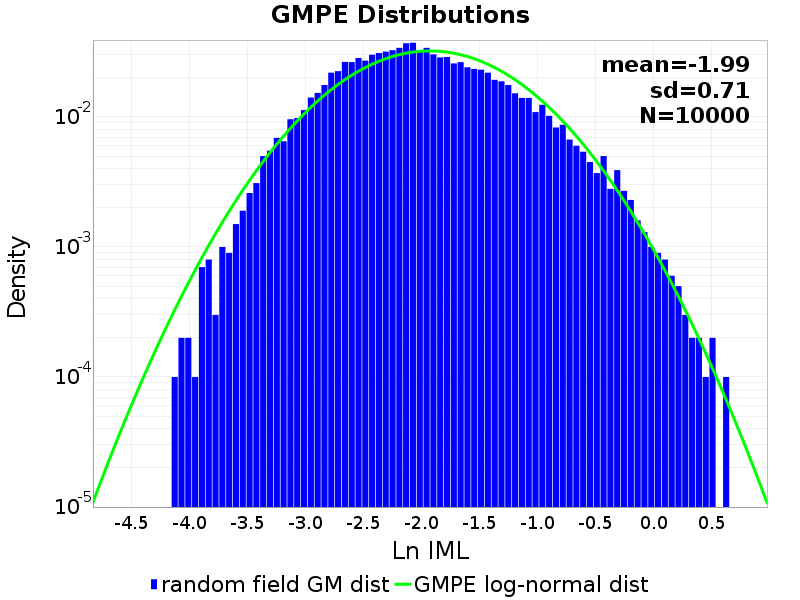 GMPE Distributions
mean=-1.99
sd=0.71
N=10000
10-2
10-3
10-4
10-5
Density
-4.5 -4.0 -3.5 -3.0 -2.5 -2.0 -1.5 -1.0 -0.5 0.0 0.5
Ln IML
random field GM dist GMPE log-normal dist